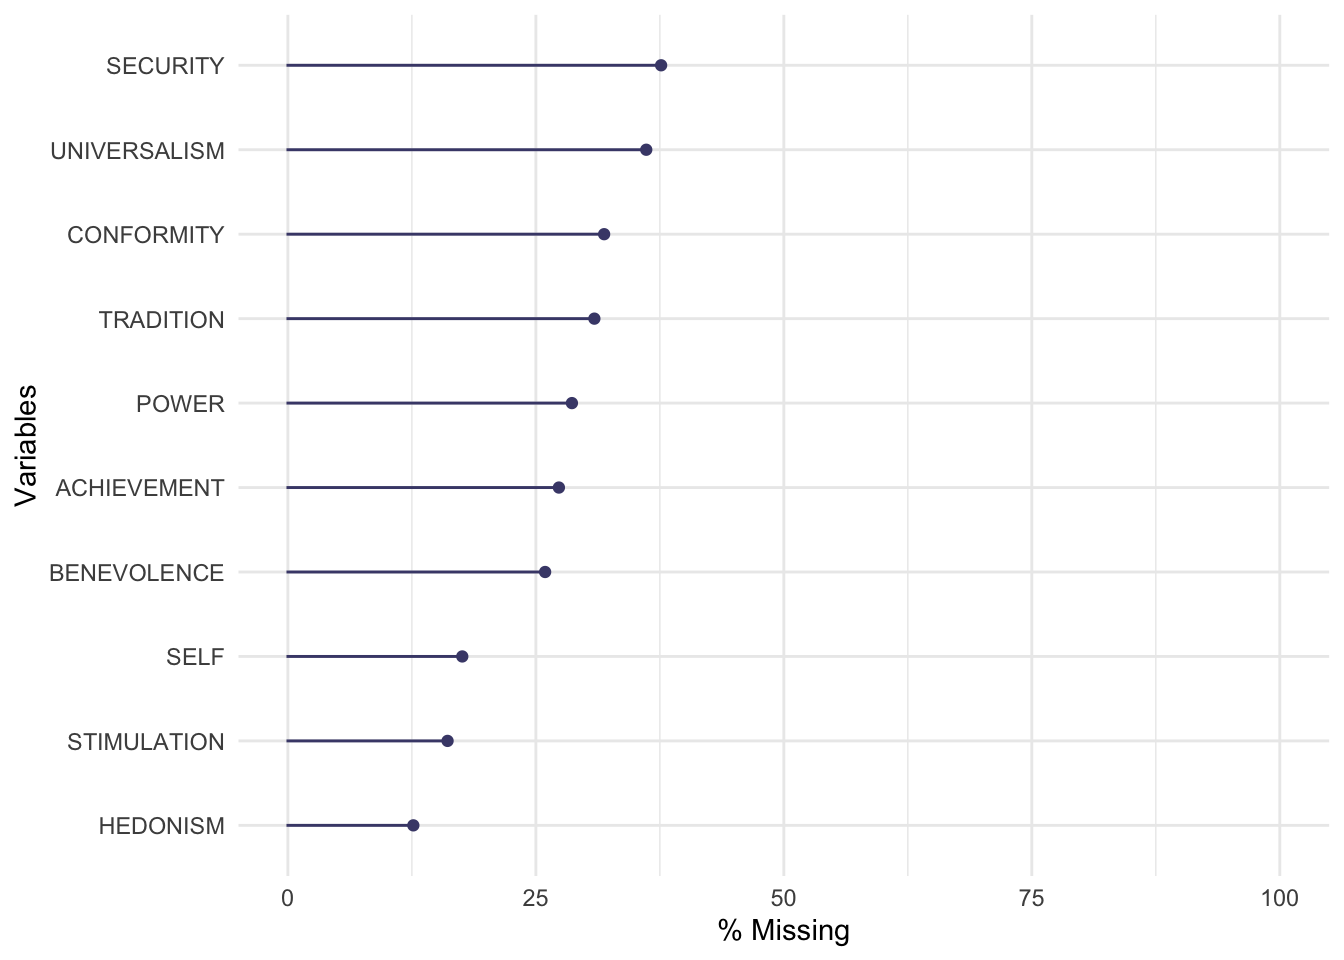 SECURITY
UNIVERSALISM
CONFORMITY
TRADITION
POWER
ACHIEVEMENT
BENEVOLENCE
SELF
STIMULATION
HEDONISM
Variables
0 25 50 75 100
% Missing